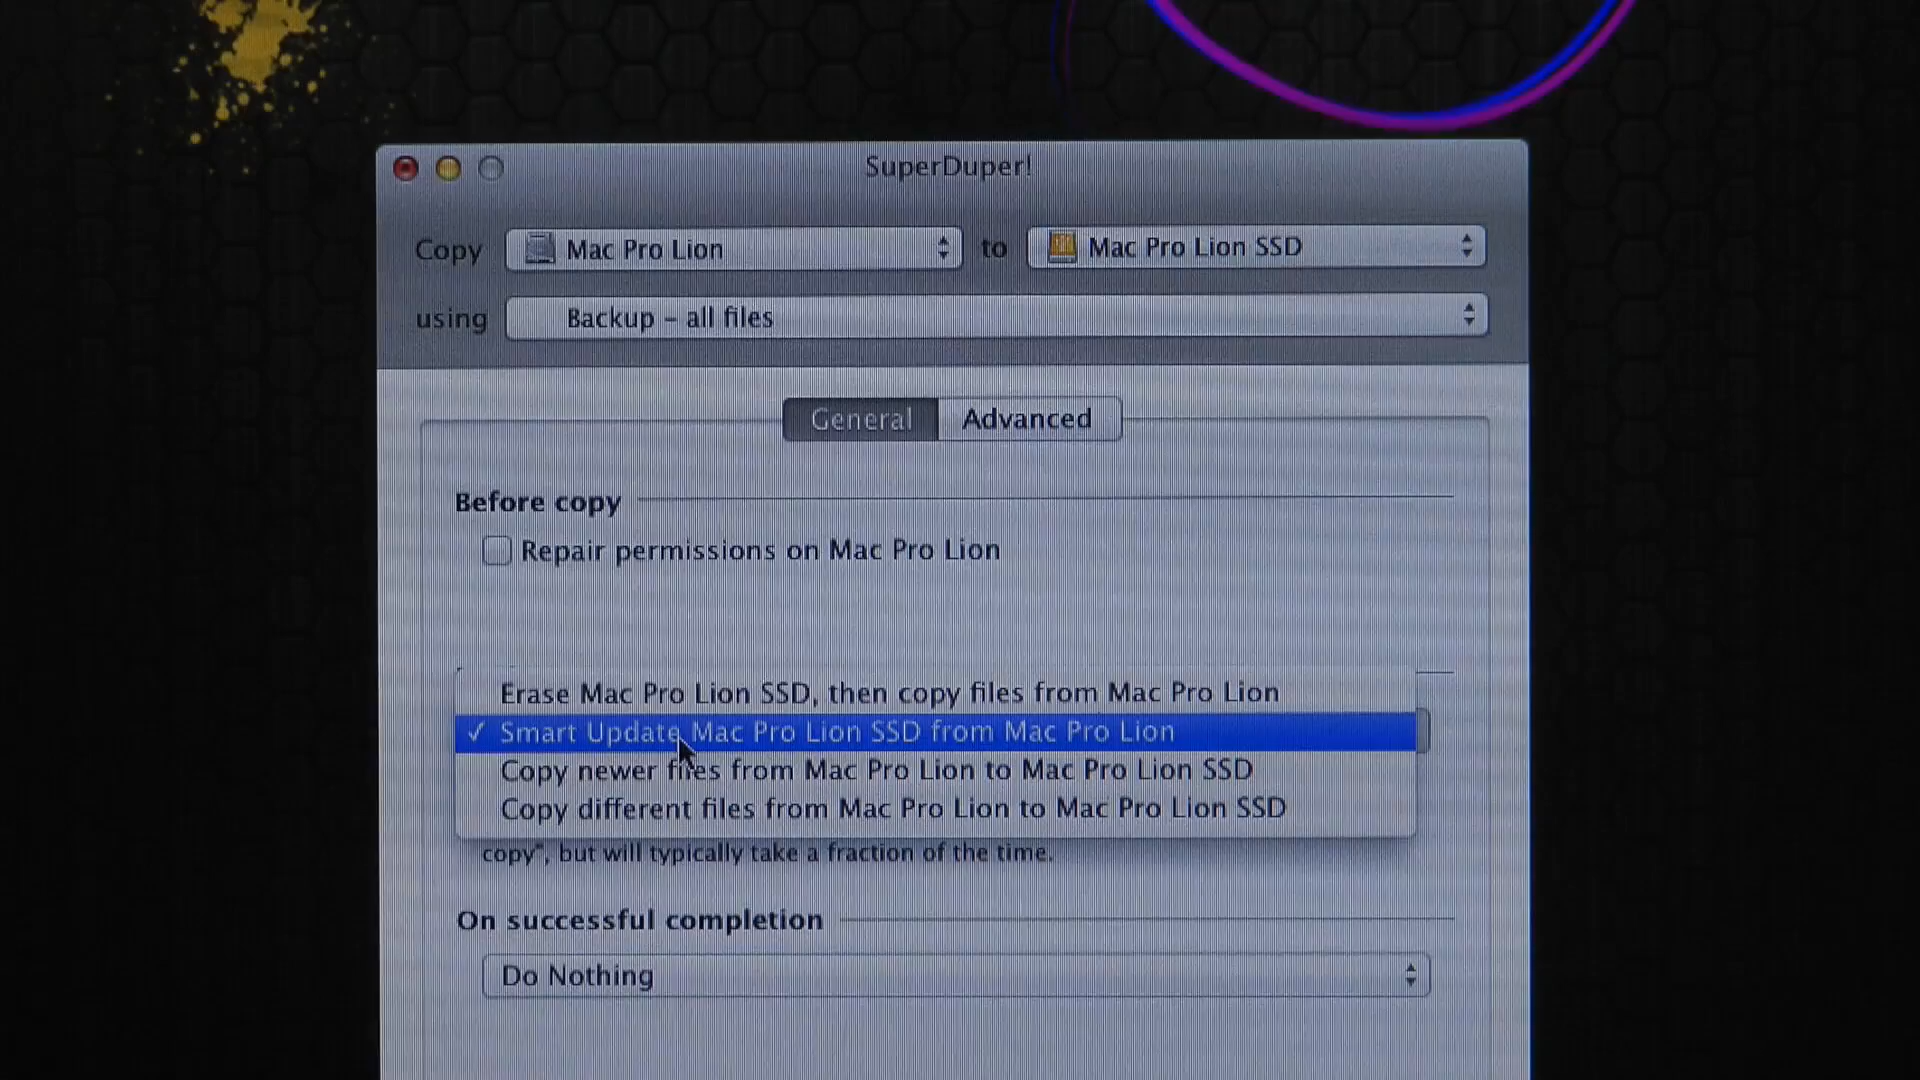 SuperDuper!
Copy Mac Pro Lion to Mac Pro Lion SSD
using Backup – all files
General Advanced
Before copy
Repair permissions on Mac Pro Lion
Erase Mac Pro Lion SSD, then copy files from Mac Pro Lion
✓ Smart Update Mac Pro Lion SSD from Mac Pro Lion
Copy newer files from Mac Pro Lion to Mac Pro Lion SSD
Copy different files from Mac Pro Lion to Mac Pro Lion SSD
copy", but will typically take a fraction of the time.
On successful completion
Do Nothing